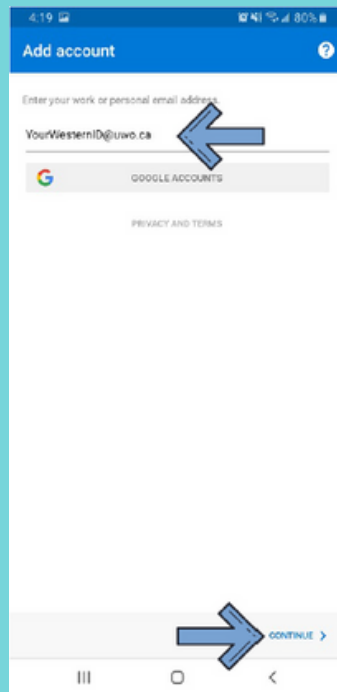 4:19 80%
Add account ?
Enter your work or personal email address.
YourWesternID@uwo.ca
G GOOGLE ACCOUNTS
PRIVACY AND TERMS
CONTINUE >